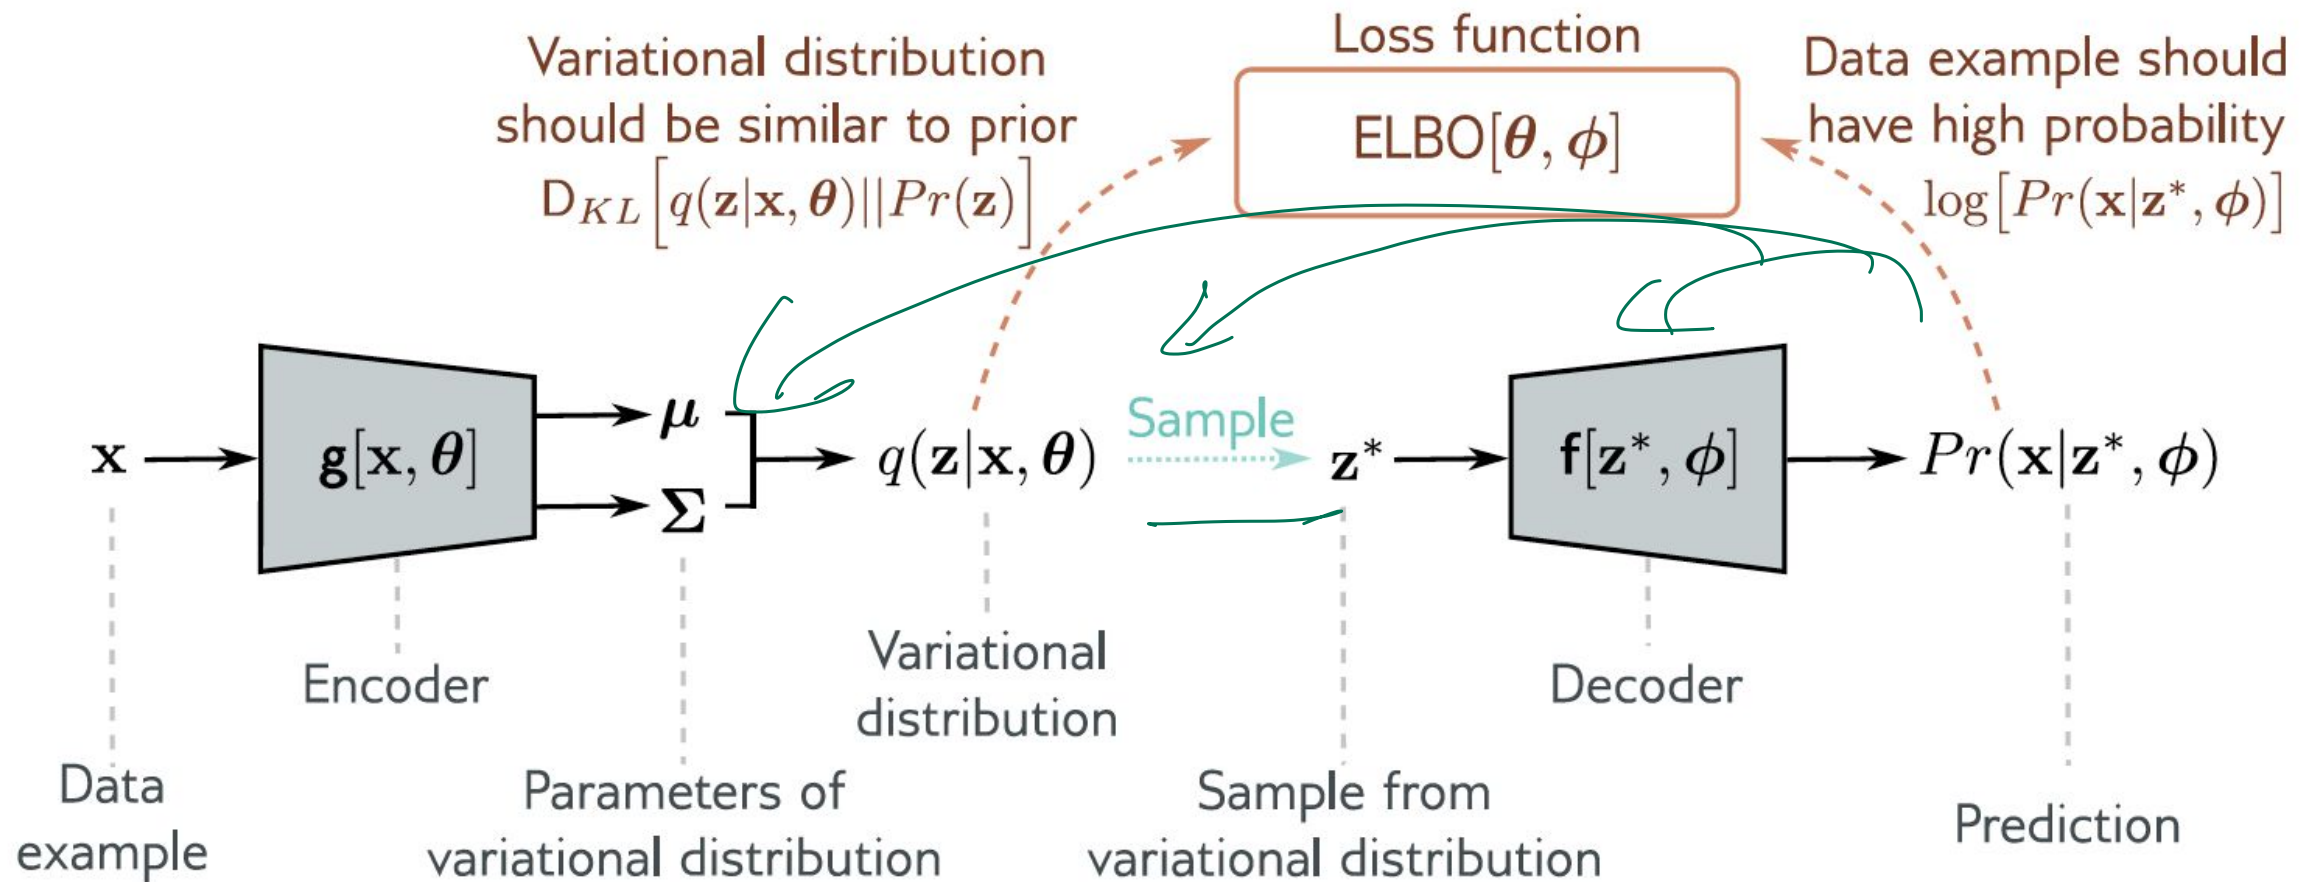 Variational distribution
should be similar to prior
D_{KL}[q(z|x, θ)||Pr(z)]
Loss function
ELBO[θ, ϕ]
Data example should
have high probability
log[Pr(x|z*, ϕ)]
x
g[x, θ]
μ
Σ
q(z|x, θ)
Sample
z*
f[z*, ϕ]
Pr(x|z*, ϕ)
Data
example
Encoder
Parameters of
variational distribution
Variational
distribution
Sample from
variational distribution
Decoder
Prediction